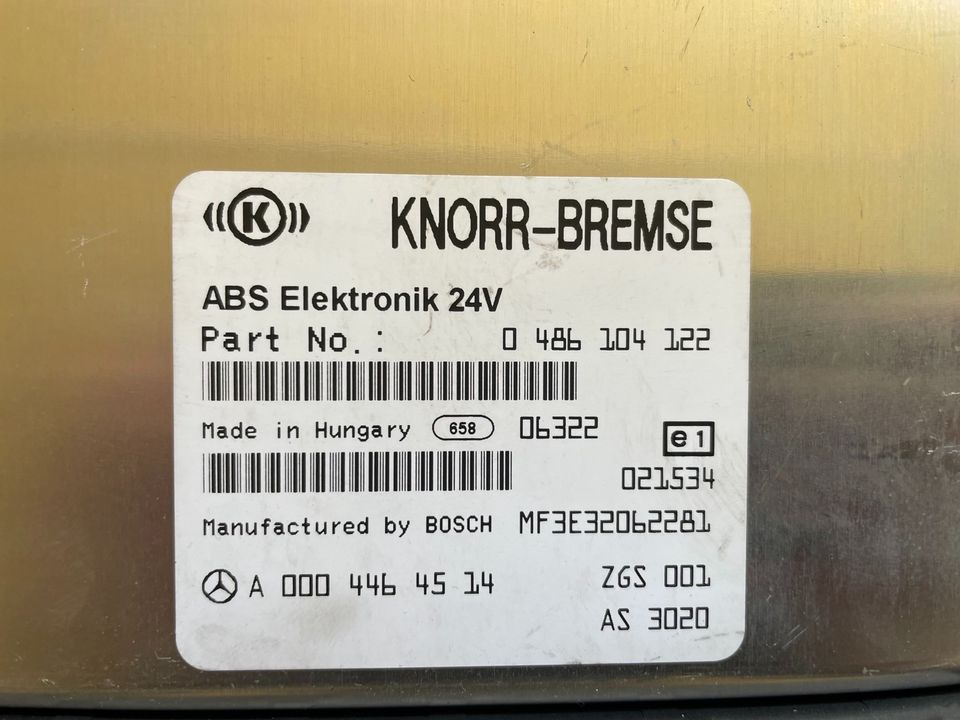 K KNORR-BREMSE
ABS Elektronik 24V
Part No.: 0 486 104 122
Made in Hungary 658 06322
e1
021534
Manufactured by BOSCH MF3E32062281
A 000 446 45 14 ZGS 001
AS 3020